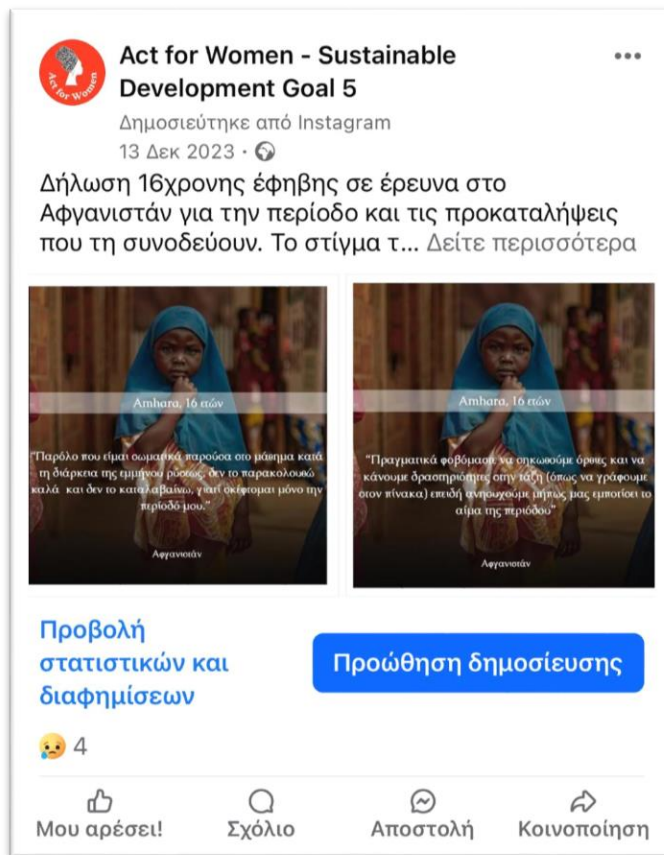 Act for Women - Sustainable
Development Goal 5
Act for Women
Δημοσιεύτηκε από Instagram
13 Δεκ 2023 ·
Δήλωση 16χρονης έφηβης σε έρευνα στο
Αφγανιστάν για την περίοδο και τις προκαταλήψεις
που τη συνοδεύουν. Το στίγμα τ... Δείτε περισσότερα
Amhara, 16 ετών
"Παρόλο που είμαι σωματικά παρούσα στο μάθημα κατά
τη διάρκεια της εμμήνου ρύσεως, δεν το παρακολουθώ
καλά και δεν το καταλαβαίνω, γιατί σκέφτομαι μόνο την
περίοδό μου."
Αφγανιστάν
Amhara, 16 ετών
"Πραγματικά φοβόμαστε να σηκωθούμε όρθιες και να
κάνουμε δραστηριότητες στην τάξη (όπως να γράφουμε
στον πίνακα) επειδή ανησυχούμε μήπως μας
αίμα της περιόδου"
Αφγανιστάν
Προβολή
στατιστικών και
διαφημίσεων
Προώθηση δημοσίευσης
4
Μου αρέσει!
Σχόλιο
Αποστολή
Κοινοποίηση